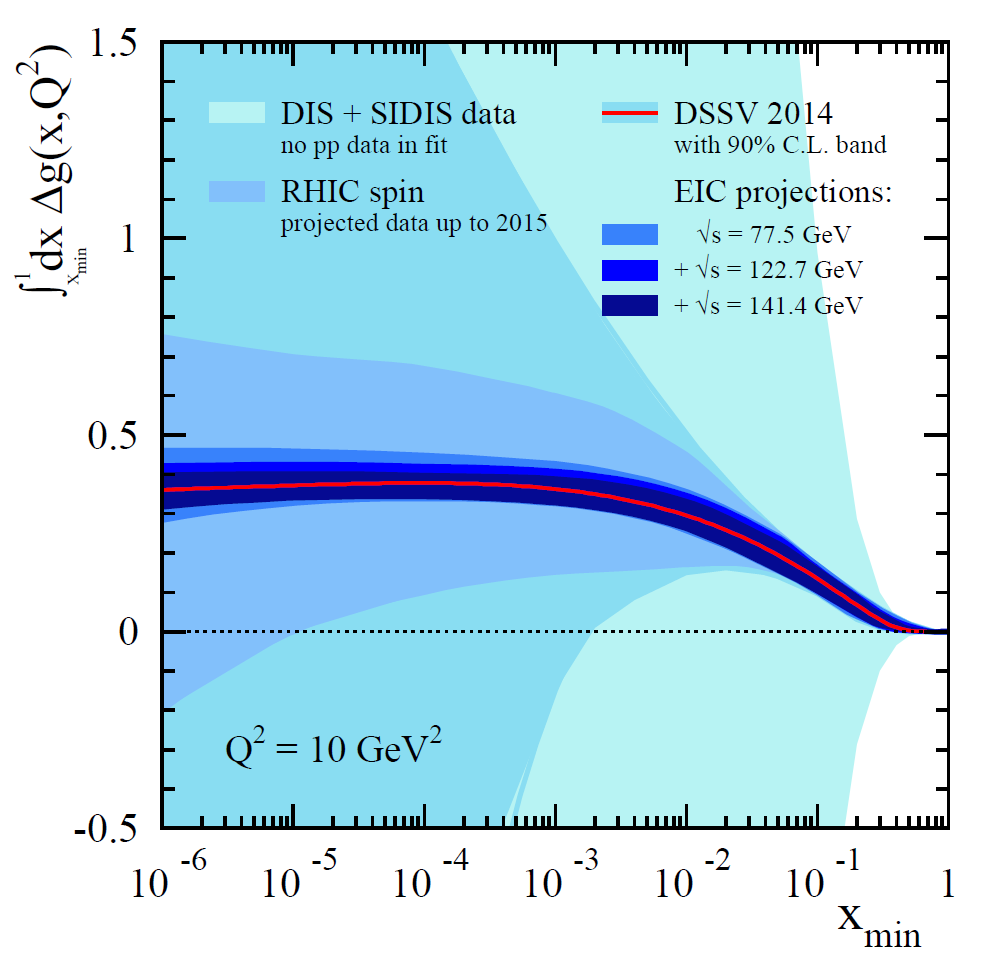 ∫¹ₓₘᵢₙ dx Δg(x,Q²)
1.5
1
0.5
0
-0.5
DIS + SIDIS data
no pp data in fit
RHIC spin
projected data up to 2015
DSSV 2014
with 90% C.L. band
EIC projections:
√s = 77.5 GeV
+ √s = 122.7 GeV
+ √s = 141.4 GeV
Q² = 10 GeV²
10⁻⁶ 10⁻⁵ 10⁻⁴ 10⁻³ 10⁻² 10⁻¹ 1
xₘᵢₙ